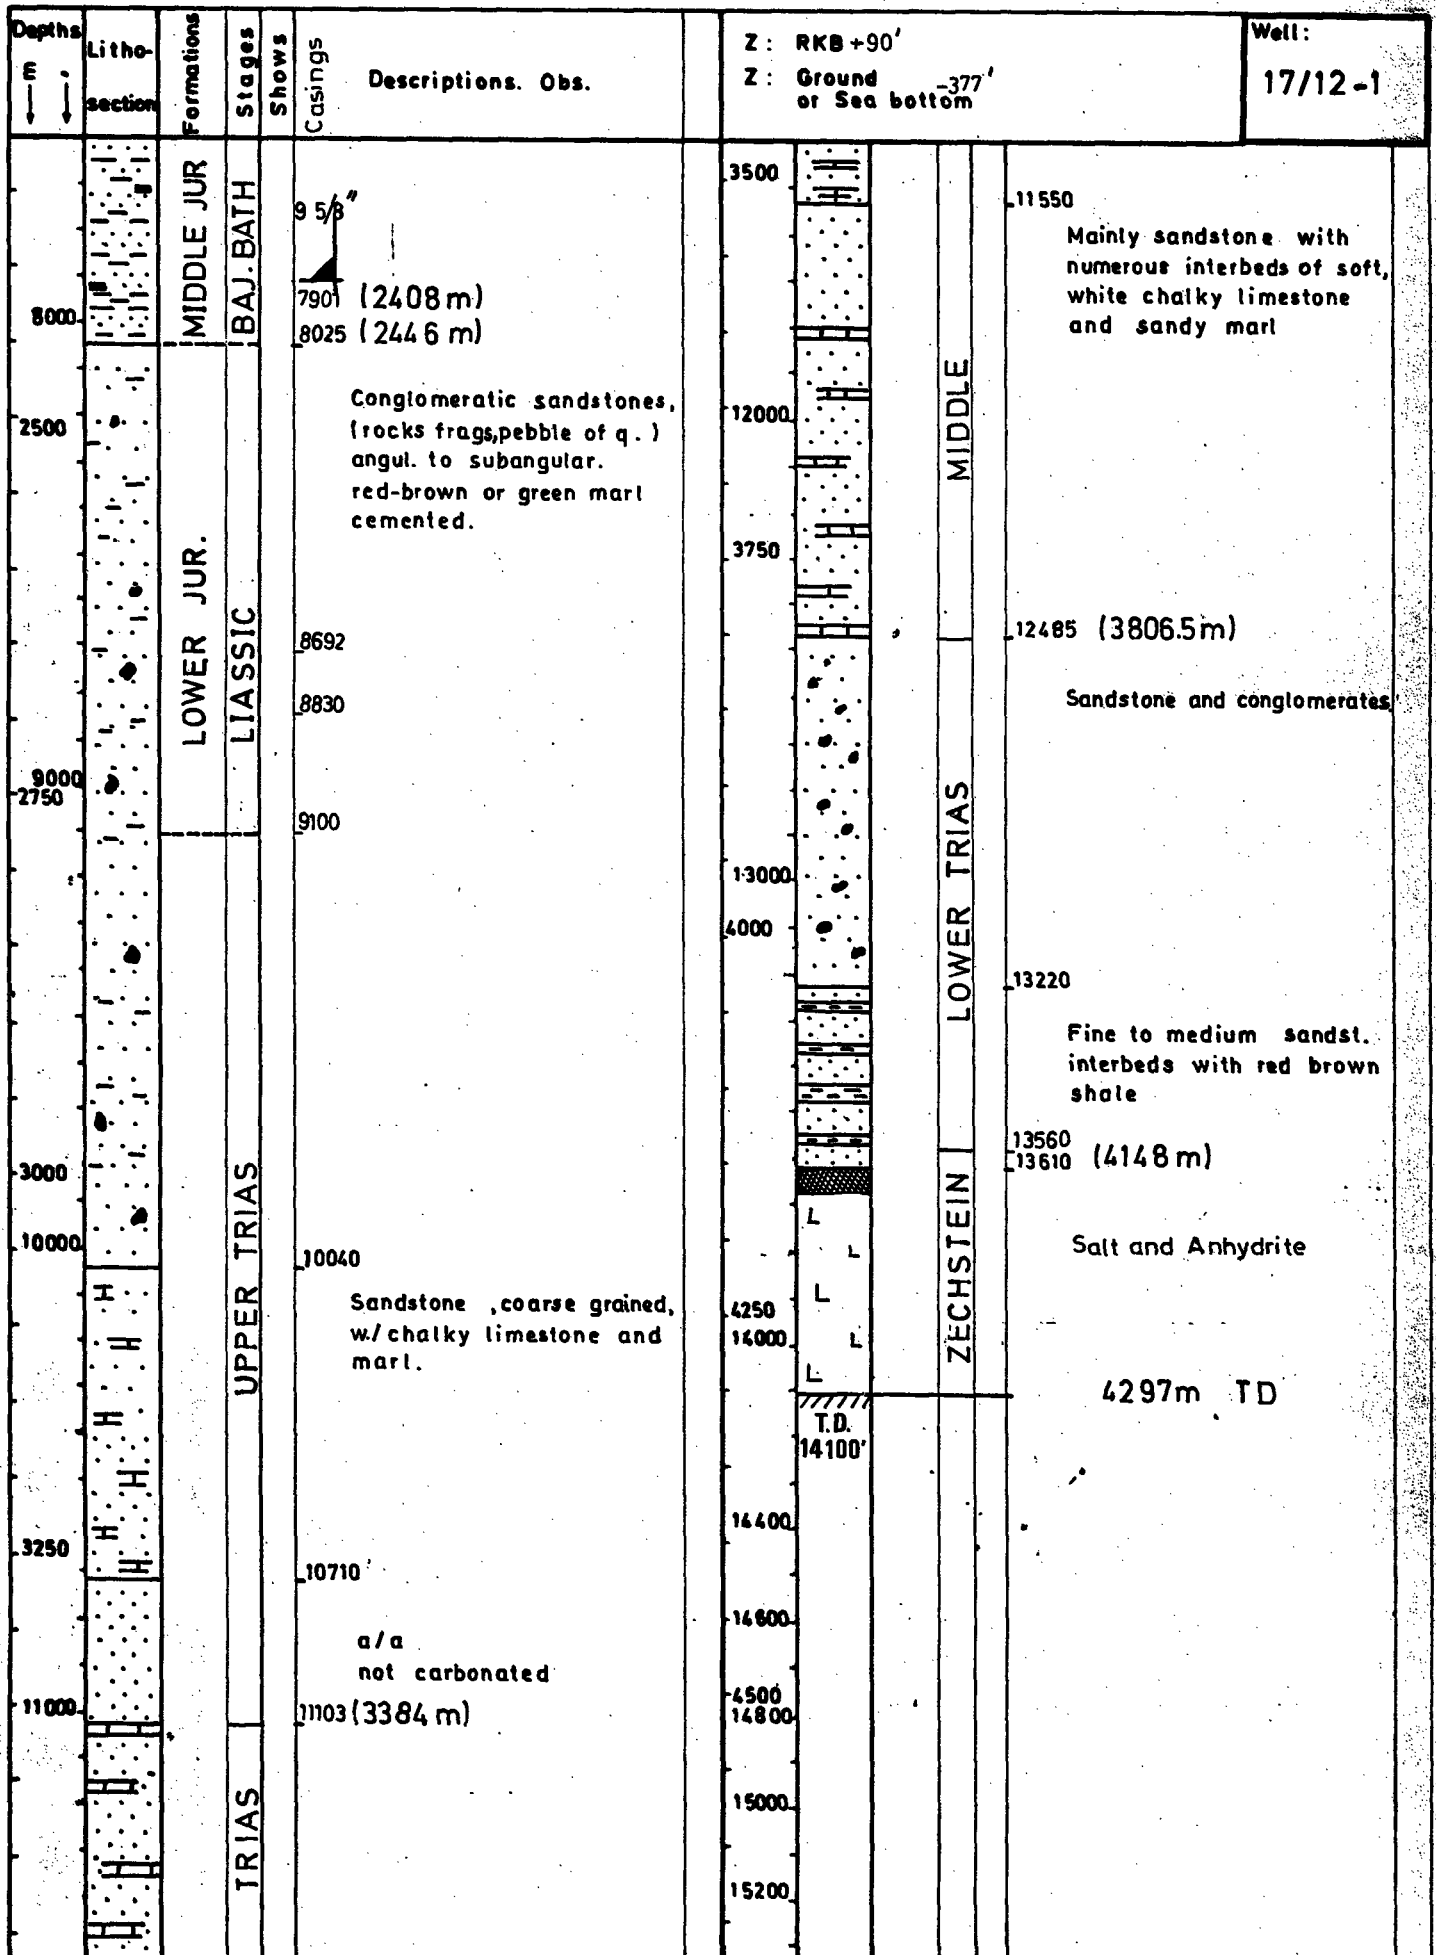 Depths
m '
Litho-
section
Formations
Stages
Shows
Casings
Descriptions. Obs.
Z: RKB +90'
Z: Ground -377'
or Sea bottom
Well:
17/12-1
MIDDLE JUR
BAJ. BATH
9 5/8"
7901 (2408m)
8000
8025 (2446 m)
Conglomeratic sandstones,
(rocks frags,pebble of q. )
angul. to subangular.
red-brown or green marl
cemented.
2500
LOWER JUR.
LIASSIC
8692
8830
9000
2750
9100
3000
10000
UPPER TRIAS
10040
Sandstone ,coarse grained,
w./chalky limestone and
marl.
3250
10710'
a/a
not carbonated
11000
11103 (3384 m)
TRIAS
3500
11550
Mainly sandstone with
numerous interbeds of soft,
white chalky limestone
and sandy marl
MIDDLE
12000
3750
12485 (3806.5m)
Sandstone and conglomerates
LOWER TRIAS
13000
4000
13220
Fine to medium sandst.
interbeds with red brown
shale
13560
13610 (4148m)
ZECHSTEIN
Salt and Anhydrite
4250
14000
4297m TD
T.D.
14100'
14400
14600
4500
14800
15000
15200